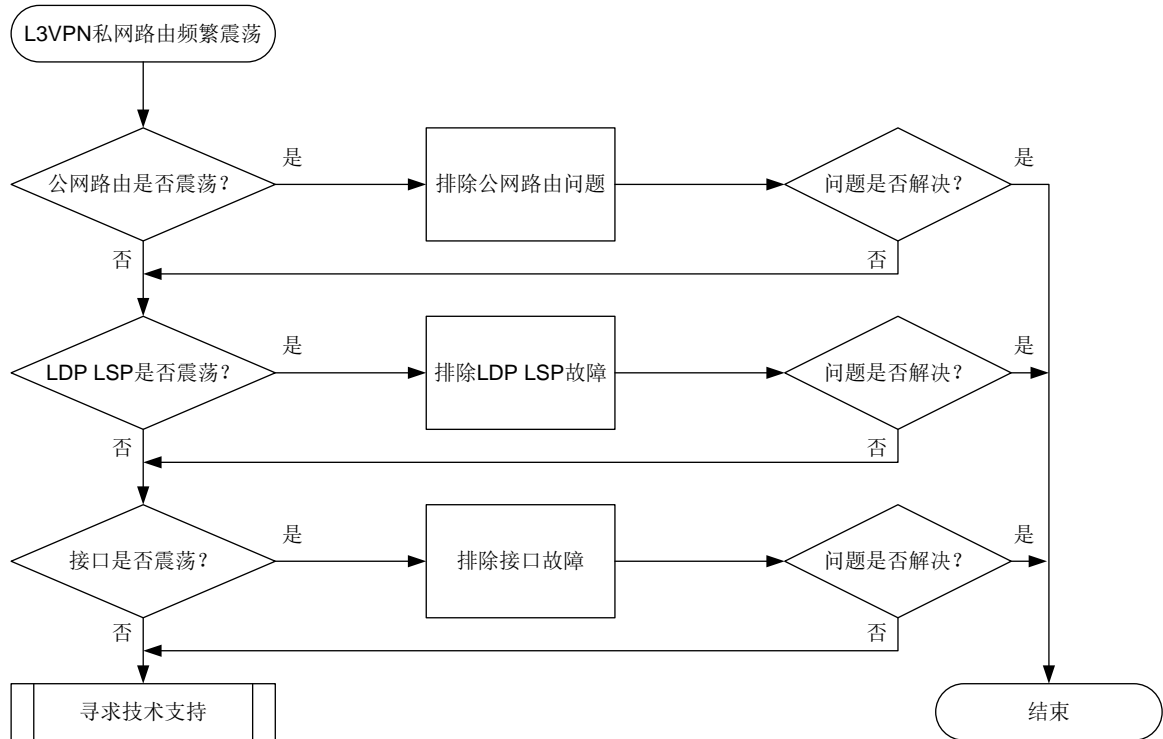 L3VPN私网路由频繁震荡
公网路由是否震荡？
是
排除公网路由问题
问题是否解决？
是
否
否
LDP LSP是否震荡？
是
排除LDP LSP故障
问题是否解决？
是
否
否
接口是否震荡？
是
排除接口故障
问题是否解决？
是
否
否
寻求技术支持
结束